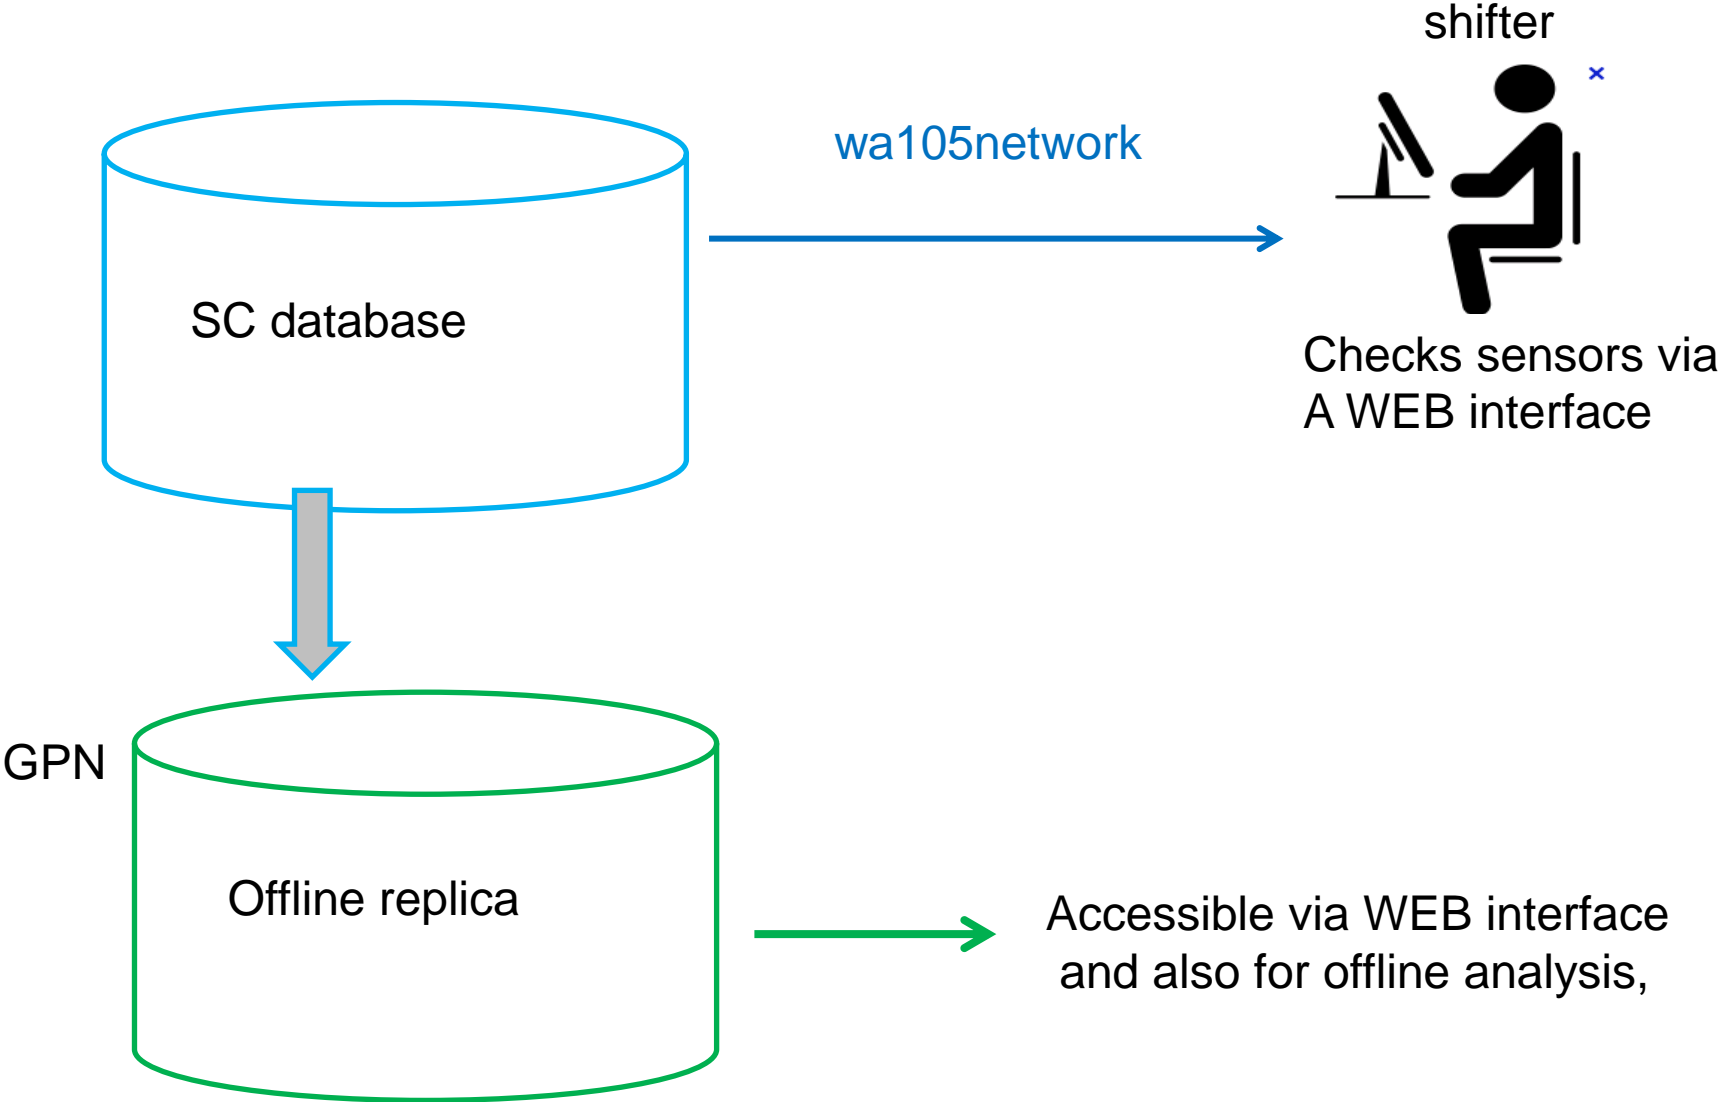 shifter
wa105network
SC database
Checks sensors via
A WEB interface
GPN
Offline replica
Accessible via WEB interface
and also for offline analysis,